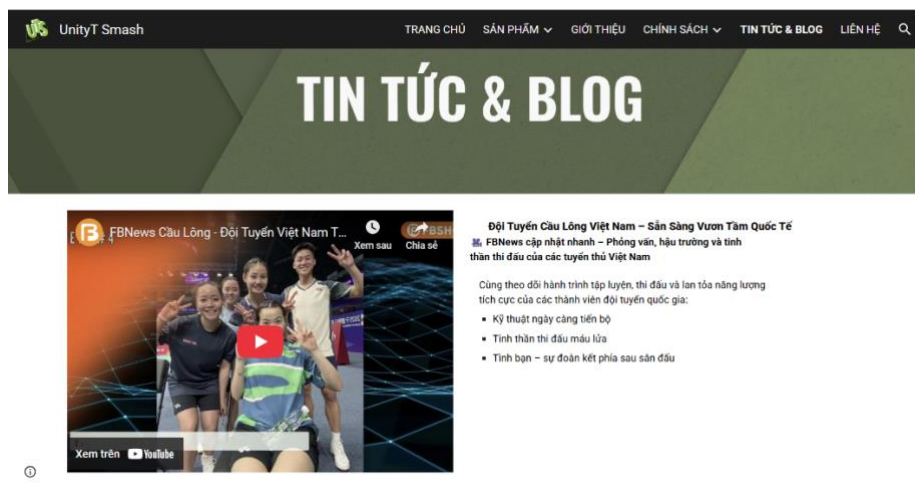 UTS
UnityT Smash
TRANG CHỦ SẢN PHẨM GIỚI THIỆU CHÍNH SÁCH TIN TỨC & BLOG LIÊN HỆ
TIN TỨC & BLOG
FBNews Cầu Lông - Đội Tuyển Việt Nam T...
Xem sau
Chia sẻ
Xem trên YouTube
Đội Tuyển Cầu Lông Việt Nam – Sẵn Sàng Vươn Tầm Quốc Tế
FBNews cập nhật nhanh – Phỏng vấn, hậu trường và tinh
thần thi đấu của các tuyển thủ Việt Nam
Cùng theo dõi hành trình tập luyện, thi đấu và lan tỏa năng lượng
tích cực của các thành viên đội tuyển quốc gia:
▪ Kỹ thuật ngày càng tiến bộ
▪ Tinh thần thi đấu máu lửa
▪ Tình bạn – sự đoàn kết phía sau sân đấu